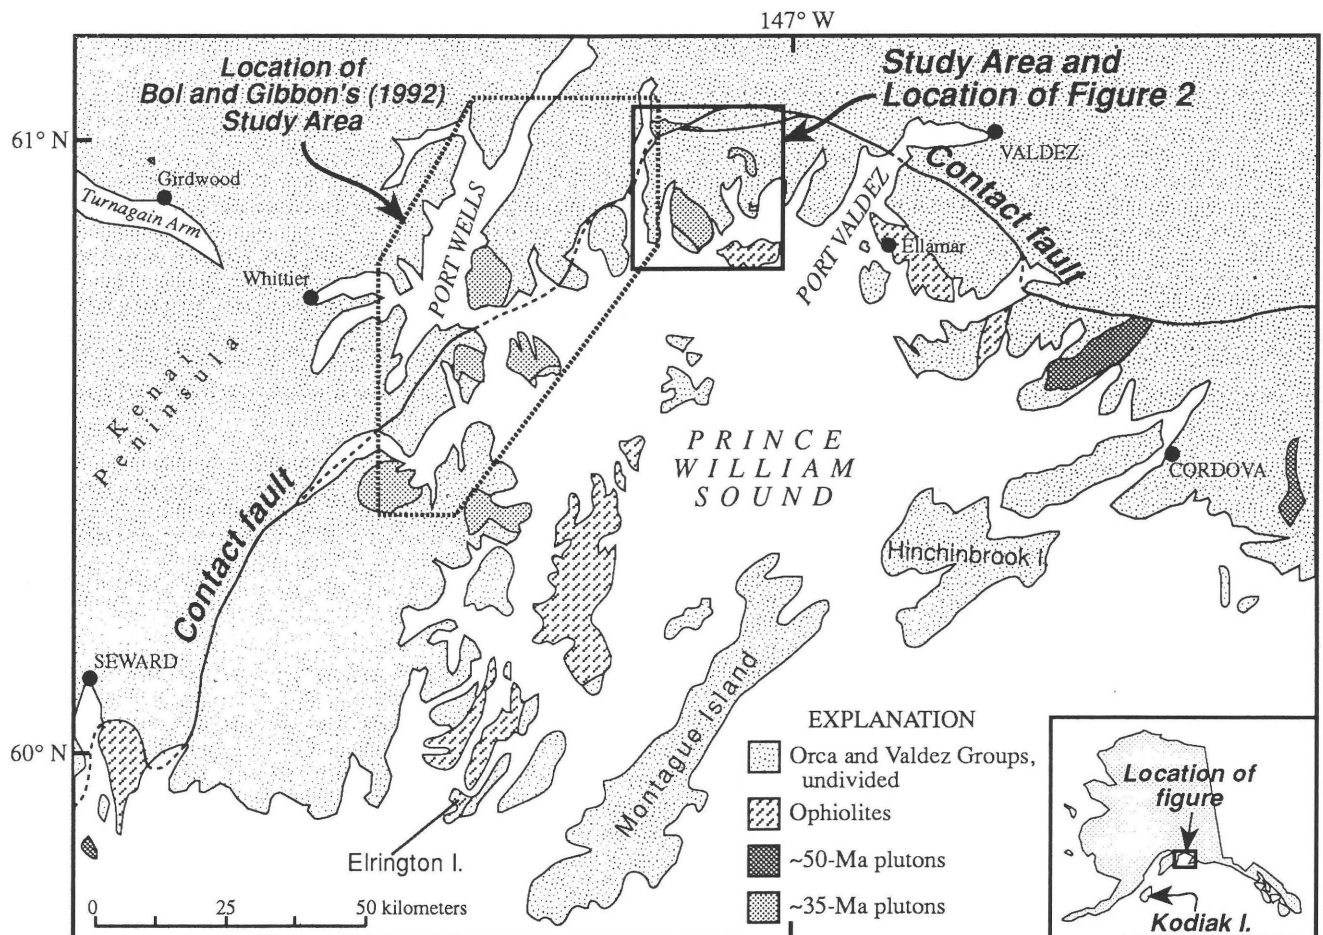 147° W
Location of
Bol and Gibbon's (1992)
Study Area
Study Area and
Location of Figure 2
61° N
VALDEZ
Girdwood
Turnagain Arm
Contact fault
PORT WELLS
PORT VALDEZ
Ellamar
Whittier
Kenai
Peninsula
PRINCE
WILLIAM
SOUND
CORDOVA
Contact fault
Hinchinbrook I.
SEWARD
Montague Island
60° N
Elrington I.
EXPLANATION
Orca and Valdez Groups,
undivided
Ophiolites
~50-Ma plutons
~35-Ma plutons
Location of
figure
Kodiak I.
0 25 50 kilometers